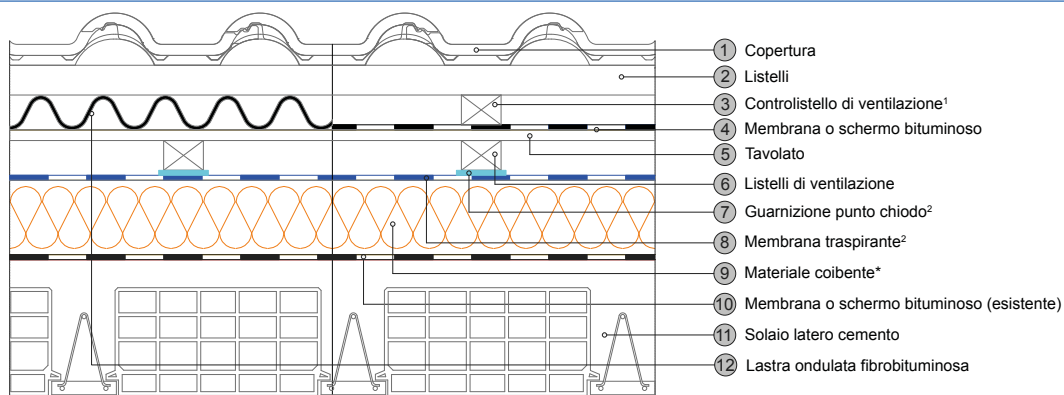 1 Copertura
2 Listelli
3 Controlistello di ventilazione¹
4 Membrana o schermo bituminoso
5 Tavolato
6 Listelli di ventilazione
7 Guarnizione punto chiodo²
8 Membrana traspirante²
9 Materiale coibente*
10 Membrana o schermo bituminoso (esistente)
11 Solaio latero cemento
12 Lastra ondulata fibrobituminosa